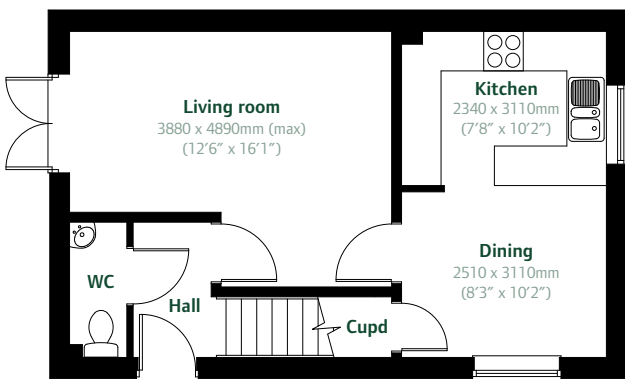 Living room
3880 x 4890mm (max)
(12'6" x 16'1")
Kitchen
2340 x 3110mm
(7'8" x 10'2")
Dining
2510 x 3110mm
(8'3" x 10'2")
WC
Hall
Cupd